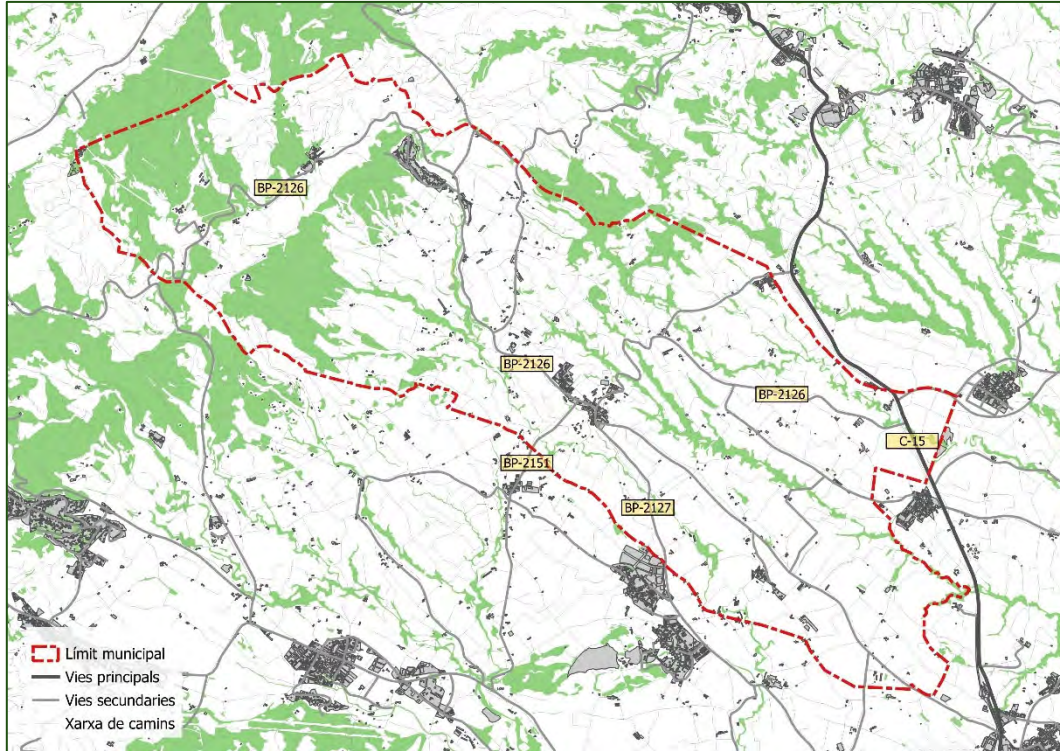 BP-2126
BP-2126
BP-2126
C-15
BP-2151
BP-2127
Límit municipal
Vies principals
Vies secundaries
Xarxa de camins